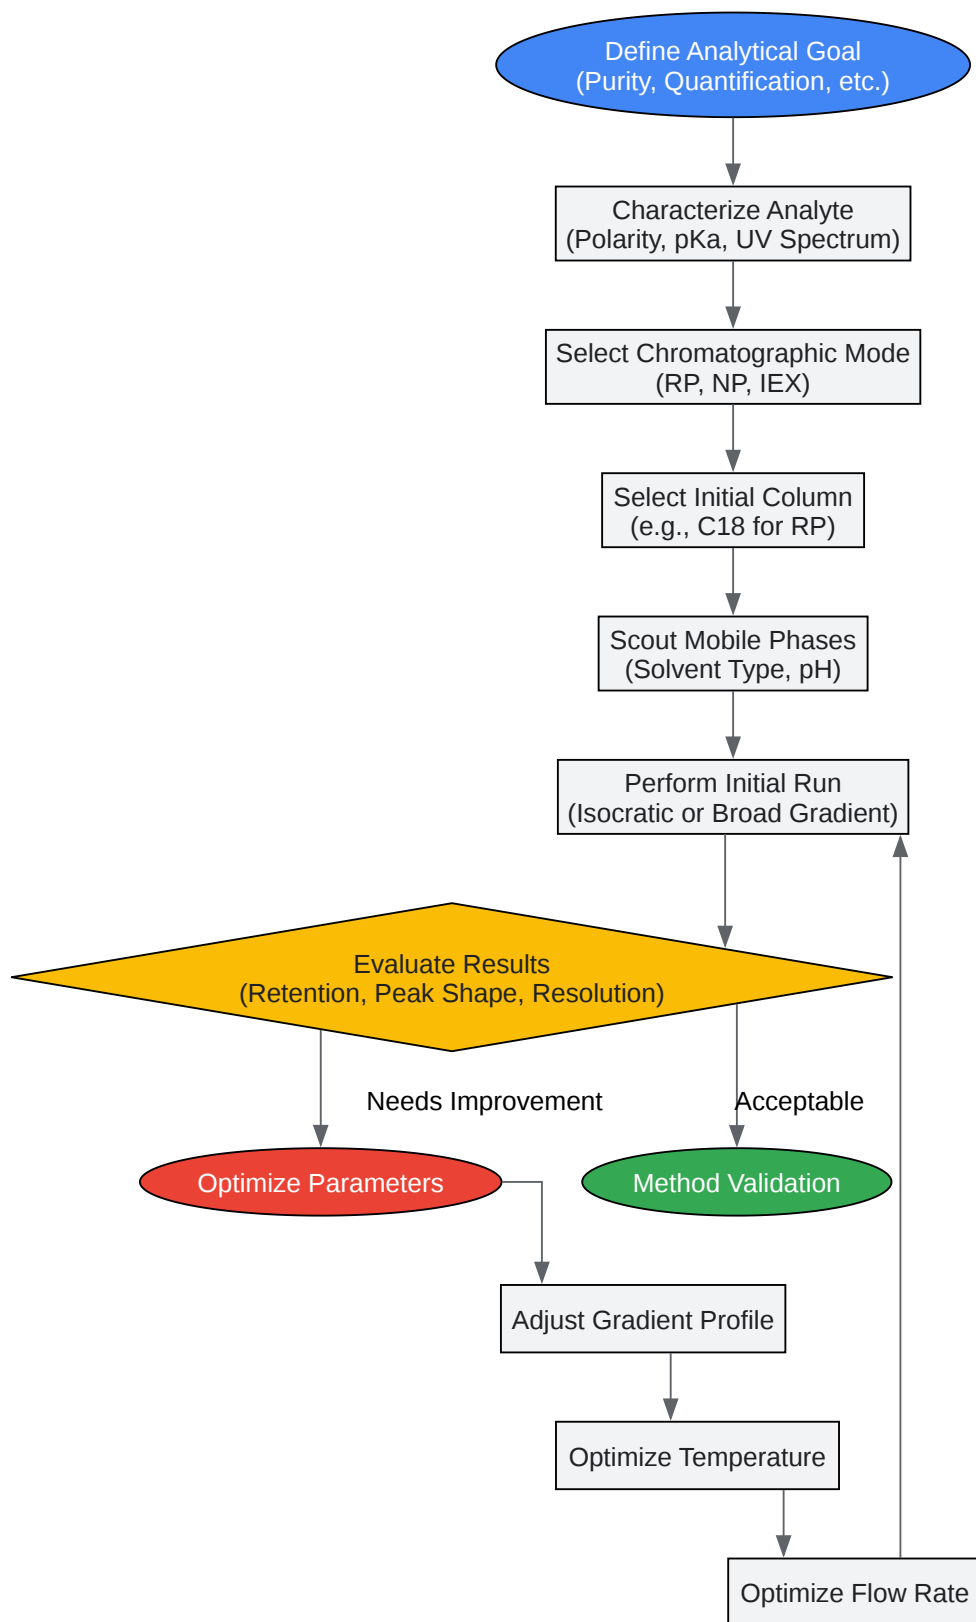 Define Analytical Goal
(Purity, Quantification, etc.)
Characterize Analyte
(Polarity, pKa, UV Spectrum)
Select Chromatographic Mode
(RP, NP, IEX)
Select Initial Column
(e.g., C18 for RP)
Scout Mobile Phases
(Solvent Type, pH)
Perform Initial Run
(Isocratic or Broad Gradient)
Evaluate Results
(Retention, Peak Shape, Resolution)
Needs Improvement
Acceptable
Optimize Parameters
Method Validation
Adjust Gradient Profile
Optimize Temperature
Optimize Flow Rate